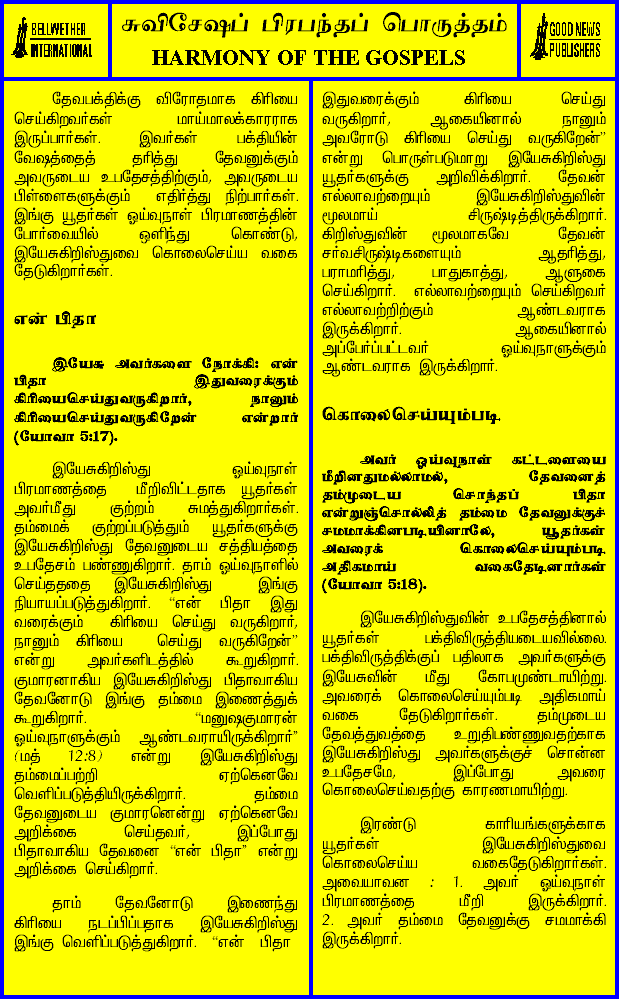 BELLWETHER
INTERNATIONAL
சுவிசேஷப் பிரபந்தப் பொருத்தம்
HARMONY OF THE GOSPELS
GOOD NEWS
PUBLISHERS
தேவபக்திக்கு விரோதமாக கிரியை
செய்கிறவர்கள் மாய்மாலக்காரராக
இருப்பார்கள். இவர்கள் பக்தியின்
வேஷத்தைத் தரித்து தேவனுக்கும்
அவருடைய உபதேசத்திற்கும், அவருடைய
பிள்ளைகளுக்கும் எதிர்த்து நிற்பார்கள்.
இங்கு யூதர்கள் ஓய்வுநாள் பிரமாணத்தின்
போர்வையில் ஒளிந்து கொண்டு,
இயேசுகிறிஸ்துவை கொலைசெய்ய வகை
தேடுகிறார்கள்.
என் பிதா
இயேசு அவர்களை நோக்கி: என்
பிதா இதுவரைக்கும்
கிரியைசெய்துவருகிறார், நானும்
கிரியைசெய்துவருகிறேன் என்றார்
(யோவா 5:17).
இயேசுகிறிஸ்து ஓய்வுநாள்
பிரமாணத்தை மீறிவிட்டதாக யூதர்கள்
அவர்மீது குற்றம் சுமத்துகிறார்கள்.
தம்மைக் குற்றப்படுத்தும் யூதர்களுக்கு
இயேசுகிறிஸ்து தேவனுடைய சத்தியத்தை
உபதேசம் பண்ணுகிறார். தாம் ஓய்வுநாளில்
செய்தததை இயேசுகிறிஸ்து இங்கு
நியாயப்படுத்துகிறார். “என் பிதா இது
வரைக்கும் கிரியை செய்து வருகிறார்,
நானும் கிரியை செய்து வருகிறேன்”
என்று அவர்களிடத்தில் கூறுகிறார்.
குமாரனாகிய இயேசுகிறிஸ்து பிதாவாகிய
தேவனோடு இங்கு தம்மை இணைத்துக்
கூறுகிறார். “மனுஷகுமாரன்
ஓய்வுநாளுக்கும் ஆண்டவராயிருக்கிறார்”
(மத் 12:8) என்று இயேசுகிறிஸ்து
தம்மைப்பற்றி ஏற்கெனவே
வெளிப்படுத்தியிருக்கிறார். தம்மை
தேவனுடைய குமாரனென்று ஏற்கெனவே
அறிக்கை செய்தவர், இப்போது
பிதாவாகிய தேவனை “என் பிதா” என்று
அறிக்கை செய்கிறார்.
தாம் தேவனோடு இணைந்து
கிரியை நடப்பிப்பதாக இயேசுகிறிஸ்து
இங்கு வெளிப்படுத்துகிறார். “என் பிதா
இதுவரைக்கும் கிரியை செய்து
வருகிறார், ஆகையினால் நானும்
அவரோடு கிரியை செய்து வருகிறேன்”
என்று பொருள்படுமாறு இயேசுகிறிஸ்து
யூதர்களுக்கு அறிவிக்கிறார். தேவன்
எல்லாவற்றையும் இயேசுகிறிஸ்துவின்
மூலமாய் சிருஷ்டித்திருக்கிறார்.
கிறிஸ்துவின் மூலமாகவே தேவன்
சர்வசிருஷ்டிகளையும் ஆதரித்து,
பராமரித்து, பாதுகாத்து, ஆளுகை
செய்கிறார். எல்லாவற்றையும் செய்கிறவர்
எல்லாவற்றிற்கும் ஆண்டவராக
இருக்கிறார். ஆகையினால்
அப்பேர்ப்பட்டவர் ஓய்வுநாளுக்கும்
ஆண்டவராக இருக்கிறார்.
கொலைசெய்யும்படி
அவர் ஓய்வுநாள் கட்டளையை
மீறினதுமல்லாமல், தேவனைத்
தம்முடைய சொந்தப் பிதா
என்றுஞ்சொல்லித் தம்மை தேவனுக்குச்
சமமாக்கினபடியினாலே, யூதர்கள்
அவரைக் கொலைசெய்யும்படி
அதிகமாய் வகைதேடினார்கள்
(யோவா 5:18).
இயேசுகிறிஸ்துவின் உபதேசத்தினால்
யூதர்கள் பக்திவிருத்தியடையவில்லை.
பக்திவிருத்திக்குப் பதிலாக அவர்களுக்கு
இயேசுவின் மீது கோபமுண்டாயிற்று.
அவரைக் கொலைசெய்யும்படி அதிகமாய்
வகை தேடுகிறார்கள். தம்முடைய
தேவத்துவத்தை உறுதிபண்ணுவதற்காக
இயேசுகிறிஸ்து அவர்களுக்குச் சொன்ன
உபதேசமே, இப்போது அவரை
கொலைசெய்வதற்கு காரணமாயிற்று.
இரண்டு காரியங்களுக்காக
யூதர்கள் இயேசுகிறிஸ்துவை
கொலைசெய்ய வகைதேடுகிறார்கள்.
அவையாவன : 1. அவர் ஓய்வுநாள்
பிரமாணத்தை மீறி இருக்கிறார்.
2. அவர் தம்மை தேவனுக்கு சமமாக்கி
இருக்கிறார்.